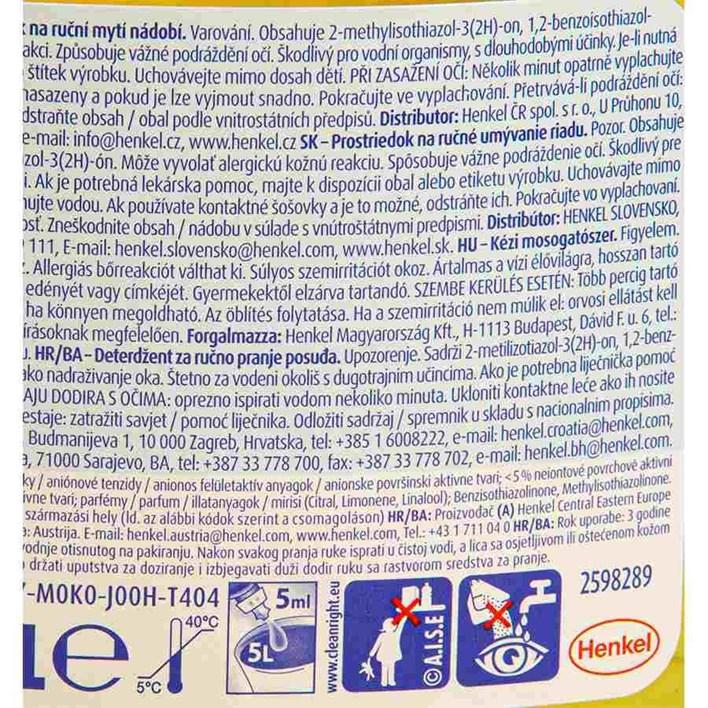 na ruční mytí nádobí. Varování. Obsahuje 2-methylisothiazol-3(2H)-on, 1,2-benzoisothiazol-
akci. Způsobuje vážné podráždění očí. Škodlivý pro vodní organismy, s dlouhodobými účinky. Je-li nutná
štítek výrobku. Uchovávejte mimo dosah dětí. PŘI ZASAŽENÍ OČÍ: Několik minut opatrně vyplachujte
nasazeny a pokud je lze vyjmout snadno. Pokračujte ve vyplachování. Přetrvává-li podráždění očí:
dstraňte obsah / obal podle vnitrostátních předpisů. Distributor: Henkel ČR spol. s r. o., U Průhonu 10,
e-mail: info@henkel.cz, www.henkel.cz SK – Prostriedok na ručné umývanie riadu. Pozor. Obsahuje
zol-3(2H)-ón. Môže vyvolať alergickú kožnú reakciu. Spôsobuje vážne podráždenie očí. Škodlivý pre
i. Ak je potrebná lekárska pomoc, majte k dispozícii obal alebo etiketu výrobku. Uchovávajte mimo
ujte vodou. Ak používate kontaktné šošovky a je to možné, odstráňte ich. Pokračujte vo vyplachovaní.
osť. Zneškodnite obsah / nádobu v súlade s vnútroštátnymi predpismi. Distribútor: HENKEL SLOVENSKO,
111, E-mail: henkel.slovensko@henkel.com, www.henkel.sk. HU – Kézi mosogatószer. Figyelem.
. Allergiás bőrreakciót válthat ki. Súlyos szemirritációt okoz. Ártalmas a vízi élővilágra, hosszan tartó
edényét vagy címkéjét. Gyermekektől elzárva tartandó. SZEMBE KERÜLÉS ESETÉN: Több percig tartó
ha könnyen megoldható. Az öblítés folytatása. Ha a szemirritáció nem múlik el: orvosi ellátást kell
írásoknak megfelelően. Forgalmazza: Henkel Magyarország Kft., H-1113 Budapest, Dávid F. u. 6, tel.:
. HR/BA – Deterdžent za ručno pranje posuđa. Upozorenje. Sadrži 2-metilizotiazol-3(2H)-on, 1,2-benz-
ako nadraživanje oka. Štetno za vodeni okoliš s dugotrajnim učincima. Ako je potrebna liječnička pomoć
AJU DODIRA S OČIMA: oprezno ispirati vodom nekoliko minuta. Ukloniti kontaktne leće ako ih nosite
estaje: zatražiti savjet / pomoć liječnika. Odložiti sadržaj / spremnik u skladu s nacionalnim propisima.
Budmanijeva 1, 10 000 Zagreb, Hrvatska, tel: +385 1 6008222, e-mail: henkel.croatia@henkel.com,
, 71000 Sarajevo, BA, tel: +387 33 778 700, fax: +387 33 778 702, e-mail: henkel.bh@henkel.com.
ky / aniónové tenzidy / anionos felületaktív anyagok / anionske površinski aktivne tvari; <5% neiontové povrchově aktivní
ivne tvari; parfémy / parfum / illatanyagok / mirisi (Citral, Limonene, Linalool); Benzisothiazolinone, Methylisothiazolinone.
származási hely (ld. az alábbi kódok szerint a csomagoláson) HR/BA: Proizvođač (A) Henkel Central Eastern Europe
: Austrija. E-mail: henkel.austria@henkel.com, www.henkel.com, Tel.: +43 1 711 04 0 HR/BA: Rok uporabe: 3 godine
odnje otisnutog na pakiranju. Nakon svakog pranja ruke isprati u čistoj vodi, a lica sa osjetljivom ili oštećenom kožom
držati uputstva za doziranje i izbjegavati duži dodir ruku sa rastvorom sredstva za pranje.
-MOKO-J00H-T404
5ml
5L
40°C
5°C
e
www.cleanright.eu
© A.I.S.E
2598289
Henkel